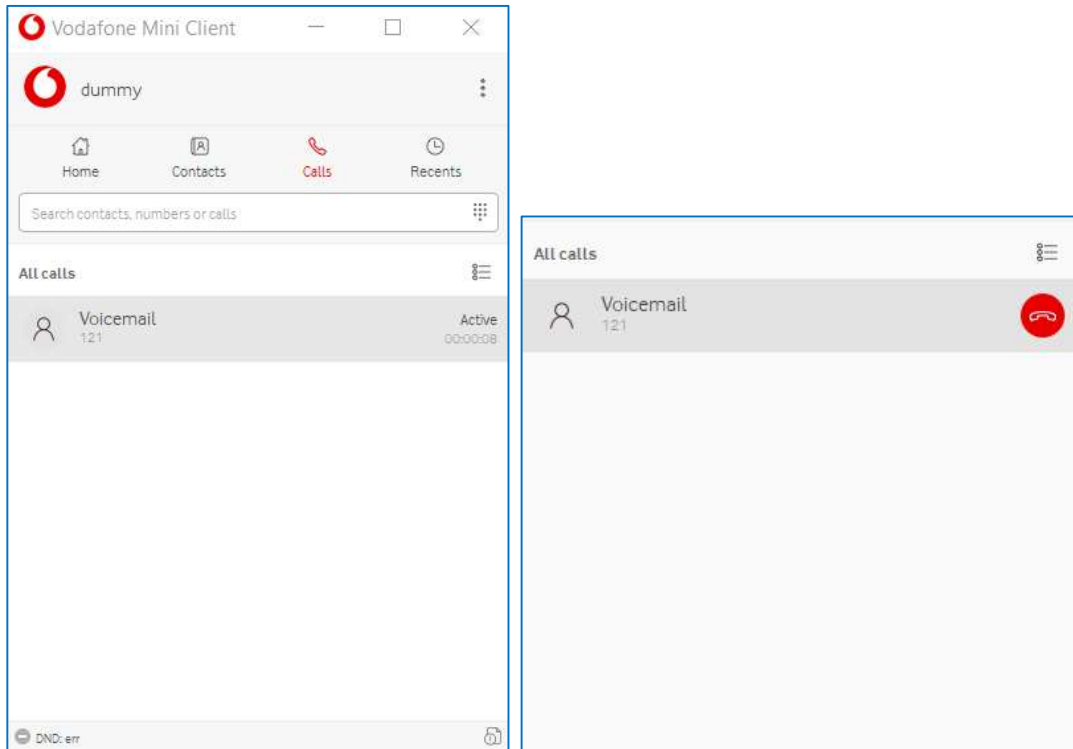 Vodafone Mini Client
dummy
Home Contacts Calls Recents
Search contacts, numbers or calls
All calls
Voicemail Active
121 00:00:08
DND: err
All calls
Voicemail
121